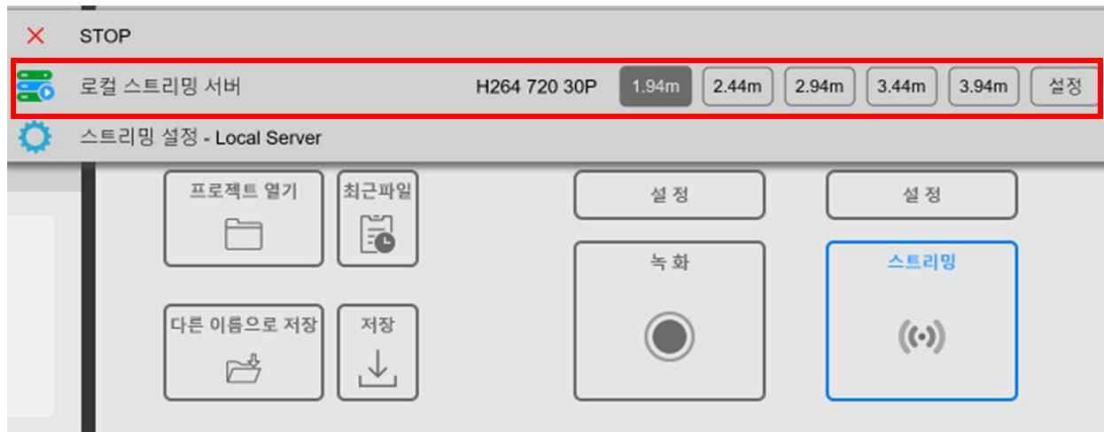 STOP
로컬 스트리밍 서버 H264 720 30P 1.94m 2.44m 2.94m 3.44m 3.94m 설정
스트리밍 설정 - Local Server
프로젝트 열기 최근파일 설 정 설 정
녹 화 스트리밍
다른 이름으로 저장 저장